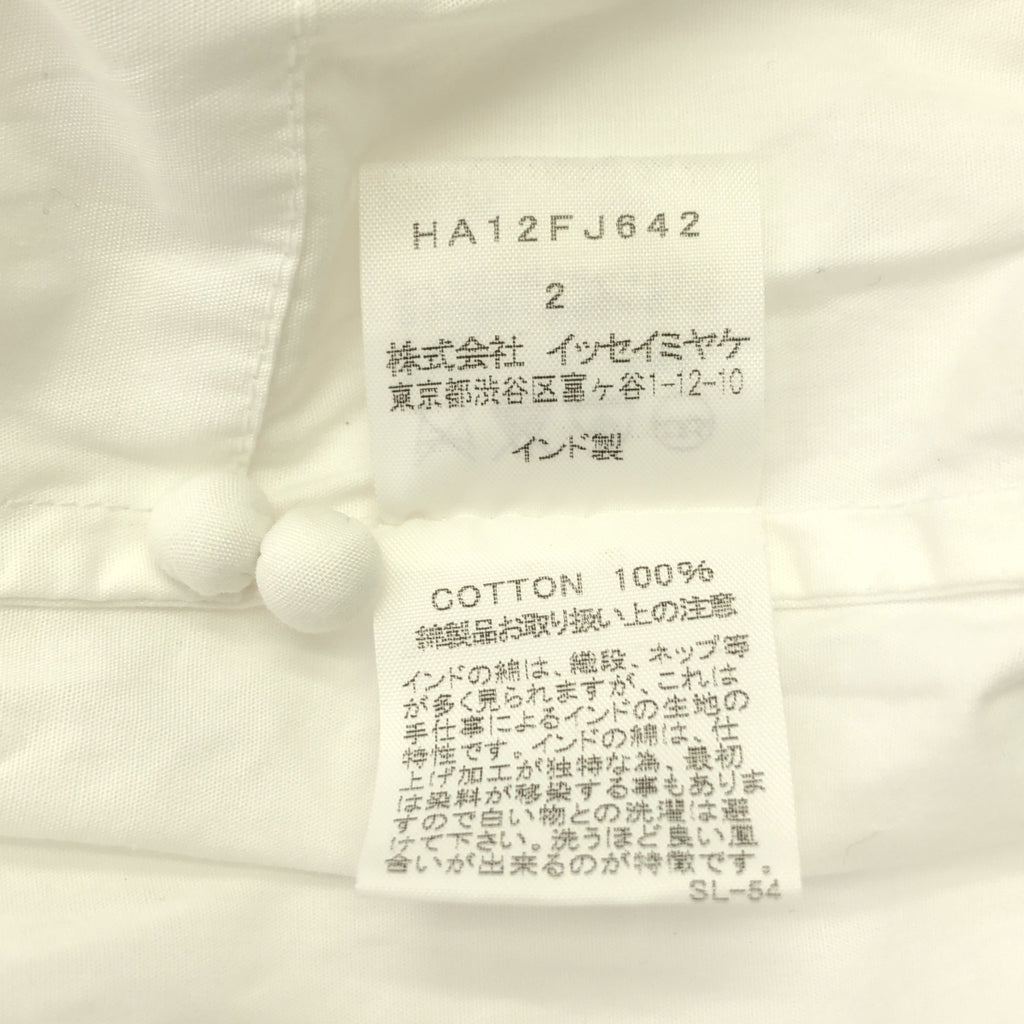 HA12FJ642
2
株式会社 イッセイミヤケ
東京都渋谷区富ヶ谷1-12-10
インド製
COTTON 100%
綿製品お取り扱い上の注意
インドの綿は、織段、ネップ等
が多く見られますが、これは
手仕事によるインドの生地の
特性です。インドの綿は、仕
上げ加工が独特な為、最初
は染料が移染する事もありま
すので白い物との洗濯は避
けて下さい。洗うほど良い風
合いが出来るのが特徴です。
SL-54